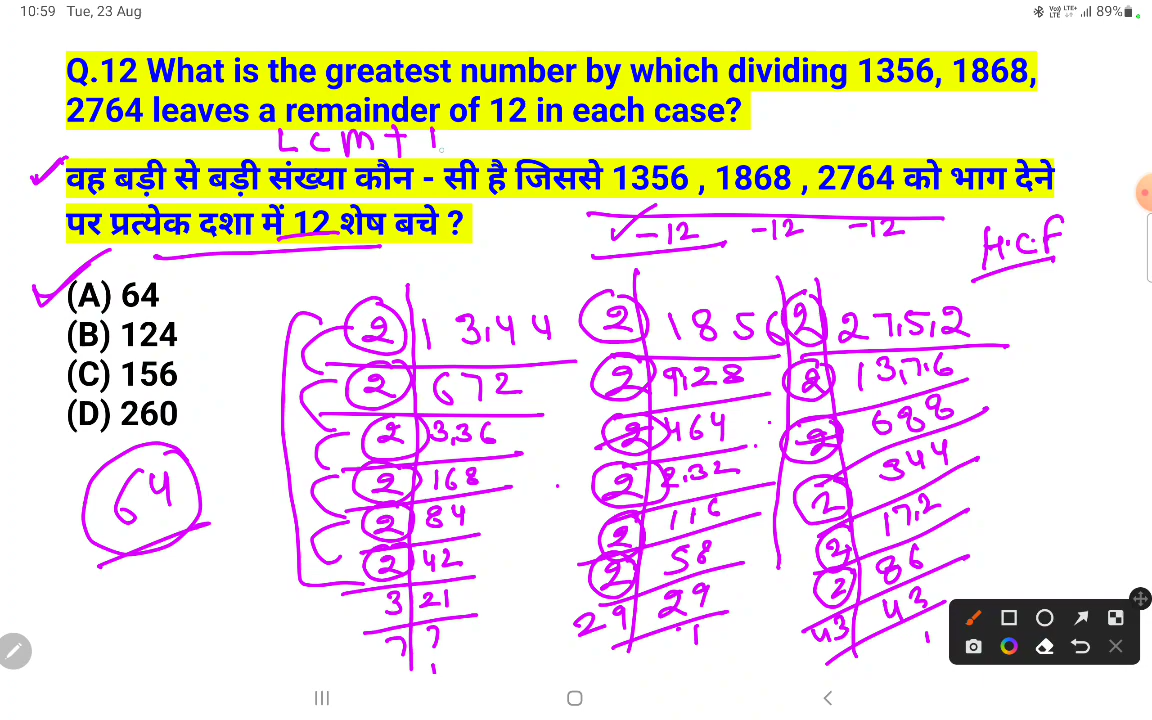 10:59 Tue, 23 Aug
89%
Q.12 What is the greatest number by which dividing 1356, 1868,
2764 leaves a remainder of 12 in each case?
LCM + 1
वह बड़ी से बड़ी संख्या कौन - सी है जिससे 1356 , 1868 , 2764 को भाग देने
पर प्रत्येक दशा में 12 शेष बचे ?
-12 -12 -12
H.C.F
(A) 64
(B) 124
(C) 156
(D) 260
64
2 1344
2 672
2 336
2 168
2 84
2 42
3 21
7 7
1
2 1856
2 928
2 464
2 232
2 116
2 58
29 29
1
2 2752
2 1376
2 688
2 344
2 172
2 86
43 43
1